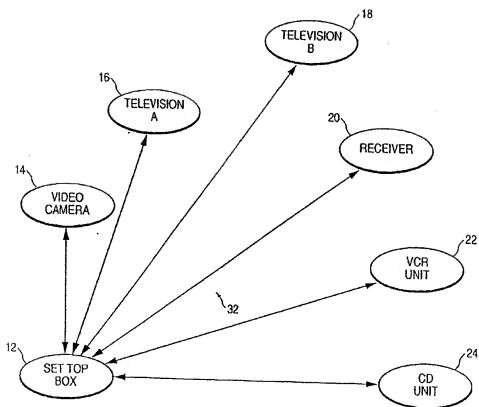 18
TELEVISION
B
16
TELEVISION
A
20
RECEIVER
14
VIDEO
CAMERA
22
VCR
UNIT
32
12
SET TOP
BOX
24
CD
UNIT